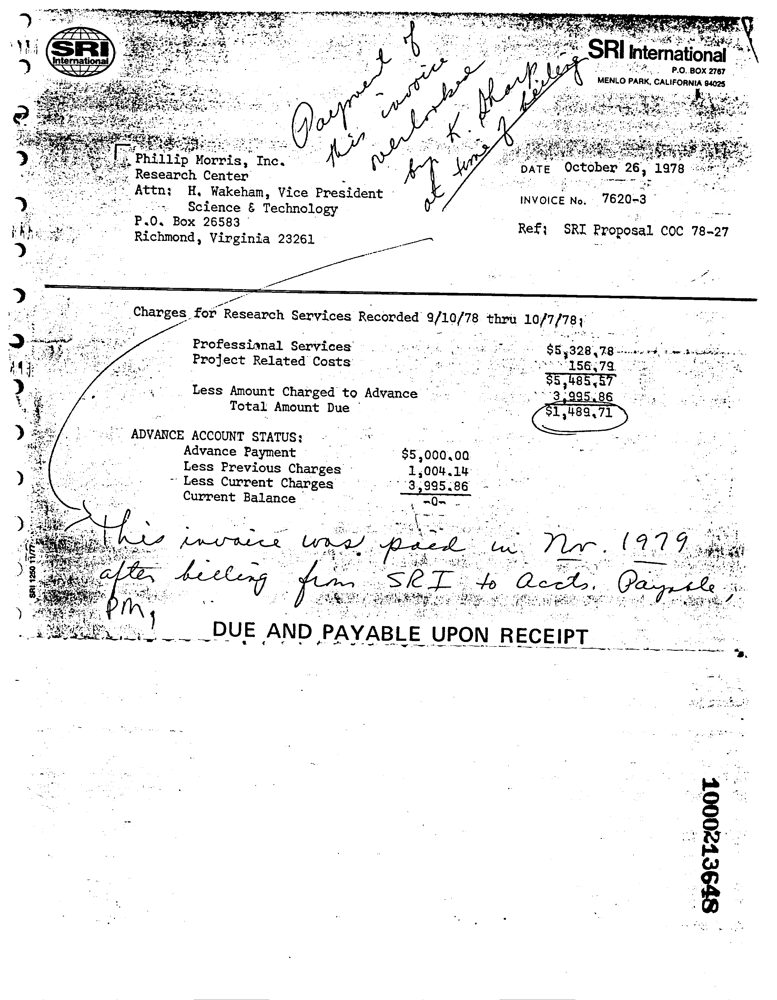 SRI
International
SRI International
P.O. BOX 2767
MENLO PARK, CALIFORNIA 94025
Payment of
this invoice
overlooked
by K. Sharp
at time of billing
Phillip Morris, Inc.
Research Center
Attn: H. Wakeham, Vice President
Science & Technology
P.O. Box 26583
Richmond, Virginia 23261
DATE October 26, 1978
INVOICE No. 7620-3
Ref: SRI Proposal COC 78-27
Charges for Research Services Recorded 9/10/78 thru 10/7/78:
Professional Services $5,328.78
Project Related Costs 156.79
$5,485.57
Less Amount Charged to Advance 3,995.86
Total Amount Due $1,489.71
ADVANCE ACCOUNT STATUS:
Advance Payment $5,000.00
Less Previous Charges 1,004.14
Less Current Charges 3,995.86
Current Balance -0-
This invoice was paid in Nov. 1979
after billing from SRI to Accts. Payable,
PM,
SRI 1250 11/77
DUE AND PAYABLE UPON RECEIPT
1000213648